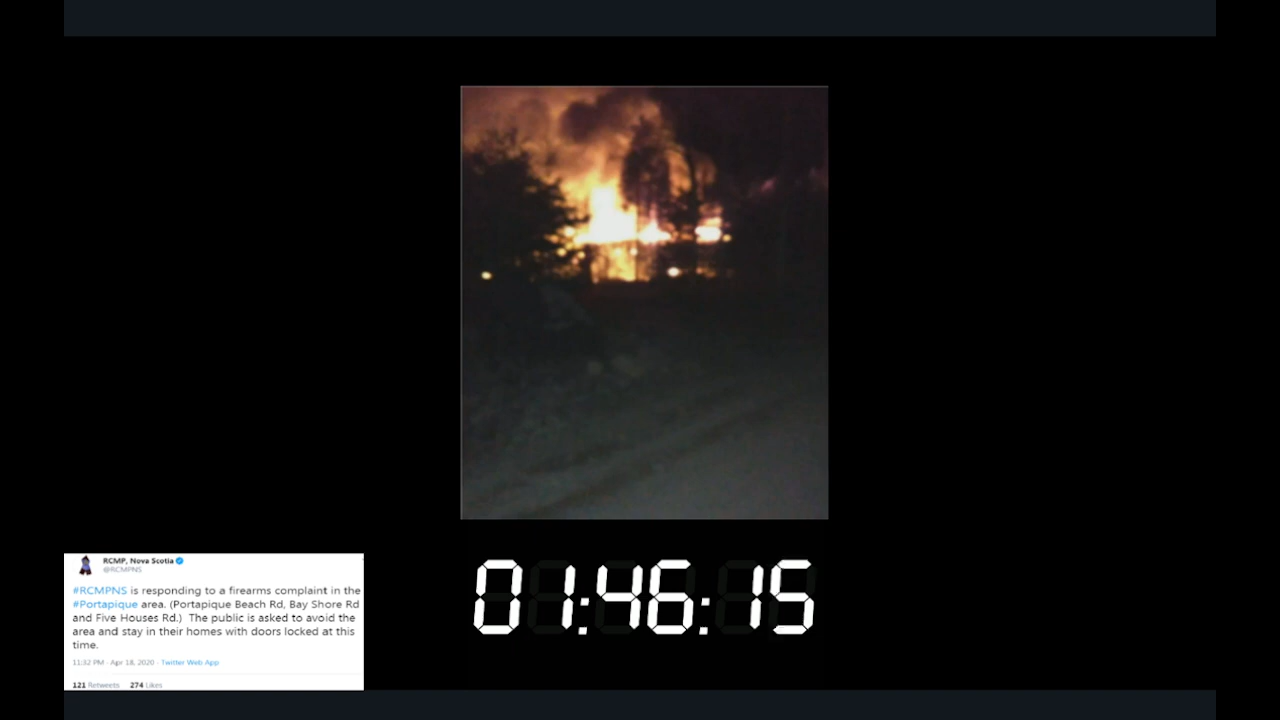 RCMP, Nova Scotia
@RCMPNS
#RCMPNS is responding to a firearms complaint in the
#Portapique area. (Portapique Beach Rd, Bay Shore Rd
and Five Houses Rd.) The public is asked to avoid the
area and stay in their homes with doors locked at this
time.
11:32 PM · Apr 18, 2020 · Twitter Web App
121 Retweets 274 Likes
01:46:15